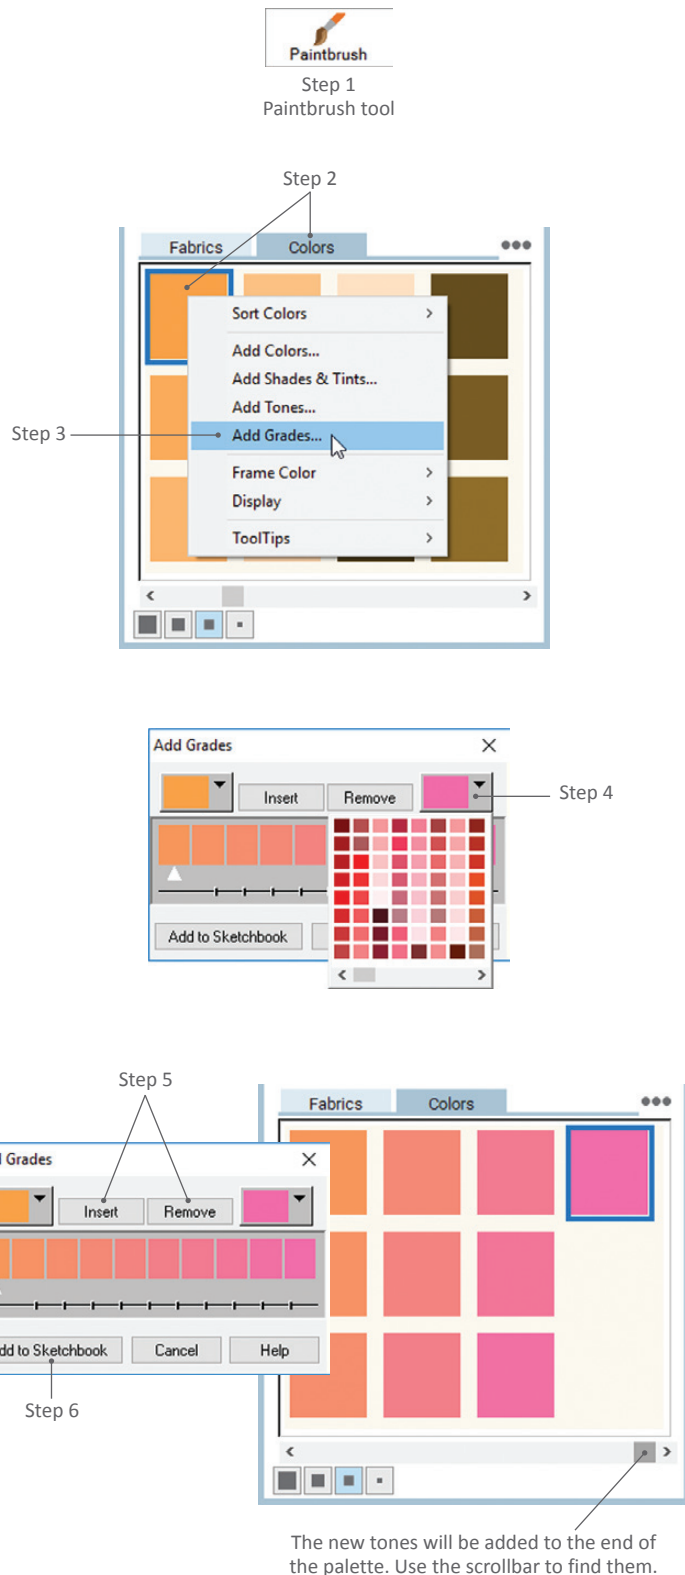 Paintbrush
Step 1
Paintbrush tool
Step 2
Fabrics Colors
Sort Colors
Add Colors...
Add Shades & Tints...
Add Tones...
Step 3
Add Grades...
Frame Color
Display
ToolTips
Add Grades
Insert Remove
Step 4
Add to Sketchbook
Step 5
Fabrics Colors
Grades
Insert Remove
dd to Sketchbook Cancel Help
Step 6
The new tones will be added to the end of
the palette. Use the scrollbar to find them.